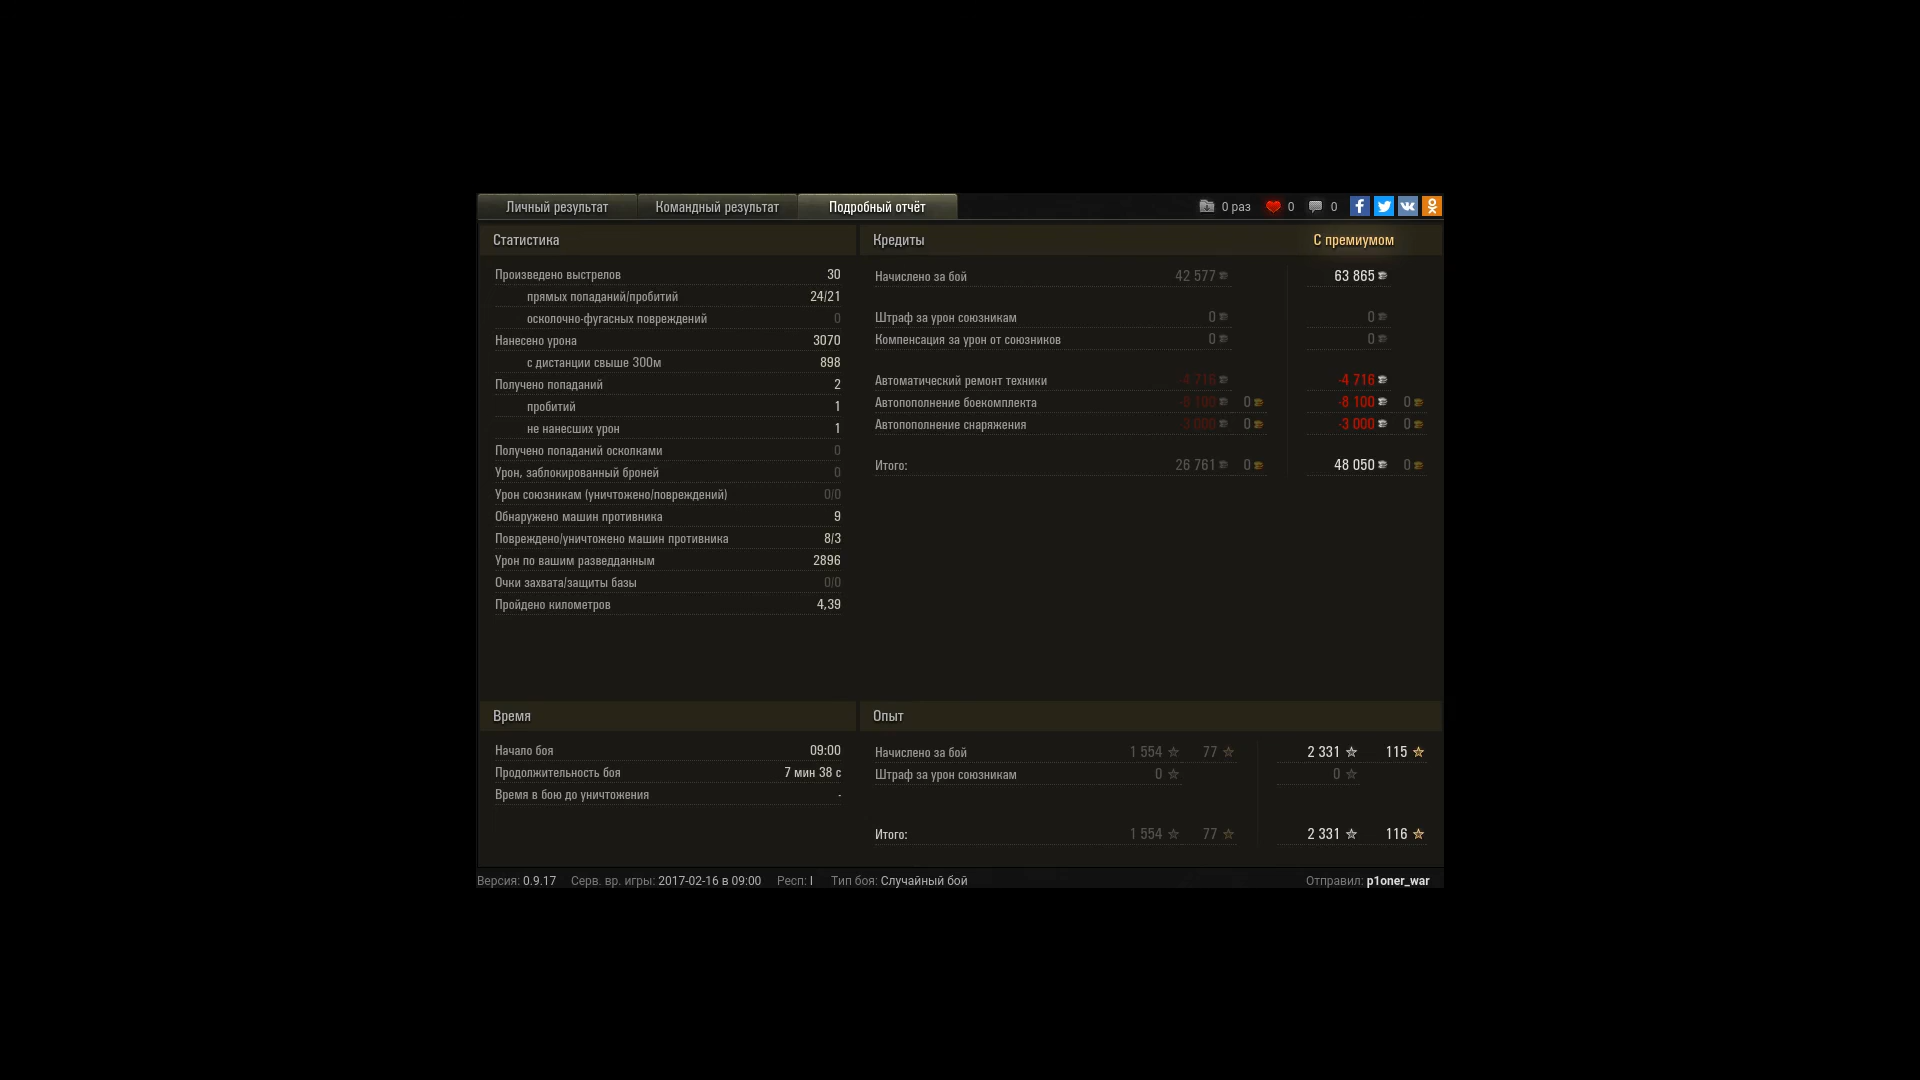 Личный результат Командный результат Подробный отчёт 0 раз 0 0
Статистика
Произведено выстрелов 30
прямых попаданий/пробитий 24/21
осколочно-фугасных повреждений 0
Нанесено урона 3070
с дистанции свыше 300м 898
Получено попаданий 2
пробитий 1
не нанесших урон 1
Получено попаданий осколками 0
Урон, заблокированный броней 0
Урон союзникам (уничтожено/повреждений) 0/0
Обнаружено машин противника 9
Повреждено/уничтожено машин противника 8/3
Урон по вашим разведданным 2896
Очки захвата/защиты базы 0/0
Пройдено километров 4,39
Кредиты С премиумом
Начислено за бой 42 577 63 865
Штраф за урон союзникам 0 0
Компенсация за урон от союзников 0 0
Автоматический ремонт техники -4 716 -4 716
Автопополнение боекомплекта -8 100 0 -8 100 0
Автопополнение снаряжения -3 000 0 -3 000 0
Итого: 26 761 0 48 050 0
Время
Начало боя 09:00
Продолжительность боя 7 мин 38 с
Время в бою до уничтожения -
Опыт
Начислено за бой 1 554 77 2 331 115
Штраф за урон союзникам 0 0
Итого: 1 554 77 2 331 116
Версия: 0.9.17 Серв. вр. игры: 2017-02-16 в 09:00 Респ: I Тип боя: Случайный бой Отправил: p1oner_war